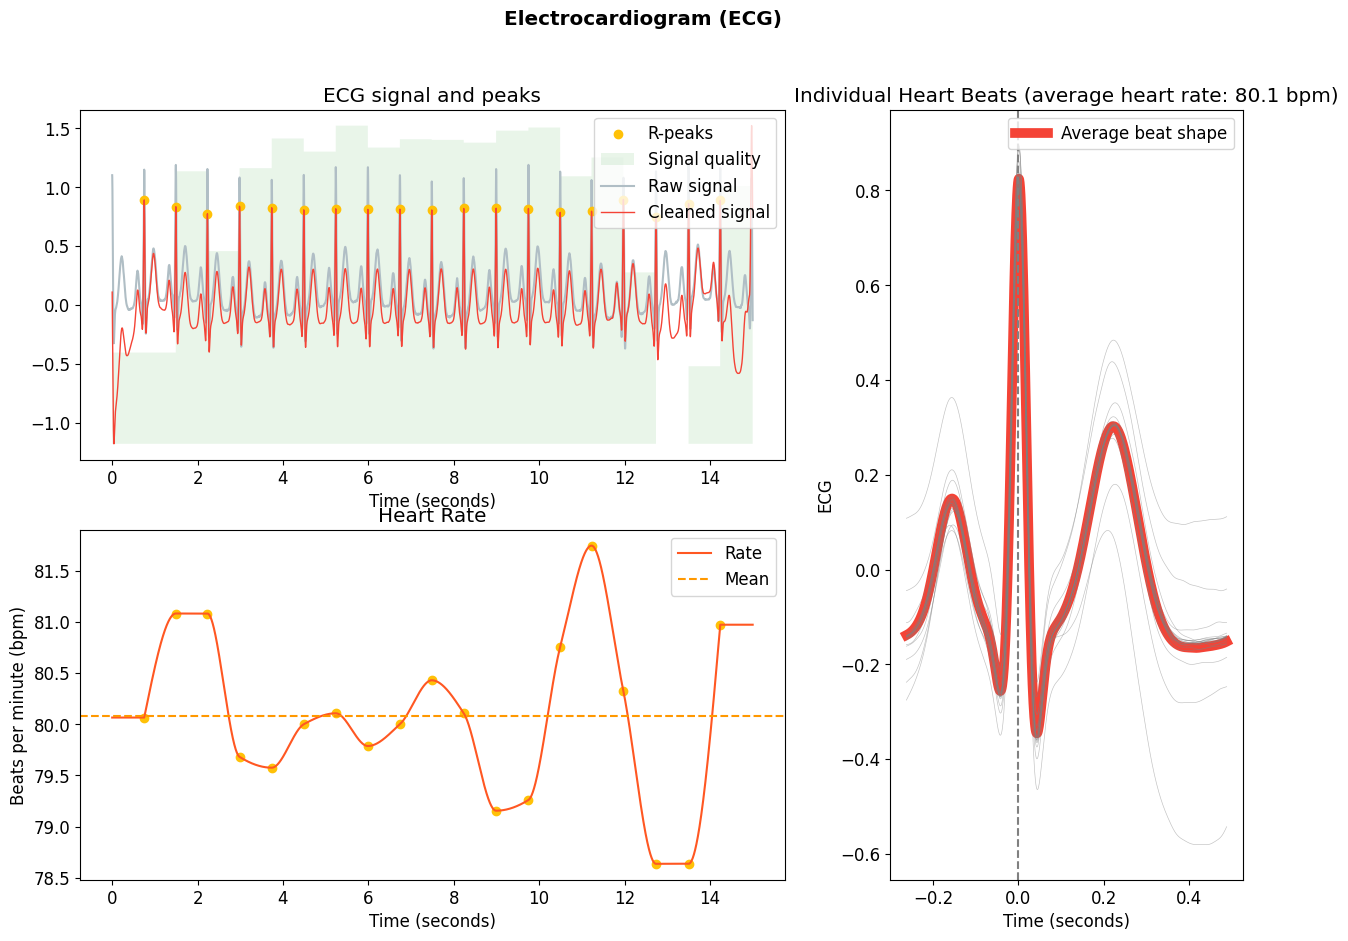 Electrocardiogram (ECG)
ECG signal and peaks
R-peaks
Signal quality
Raw signal
Cleaned signal
1.5
1.0
0.5
0.0
−0.5
−1.0
0 2 4 6 8 10 12 14
Time (seconds)
Heart Rate
Rate
Mean
Beats per minute (bpm)
81.5
81.0
80.5
80.0
79.5
79.0
78.5
0 2 4 6 8 10 12 14
Time (seconds)
Individual Heart Beats (average heart rate: 80.1 bpm)
Average beat shape
ECG
0.8
0.6
0.4
0.2
0.0
−0.2
−0.4
−0.6
−0.2 0.0 0.2 0.4
Time (seconds)